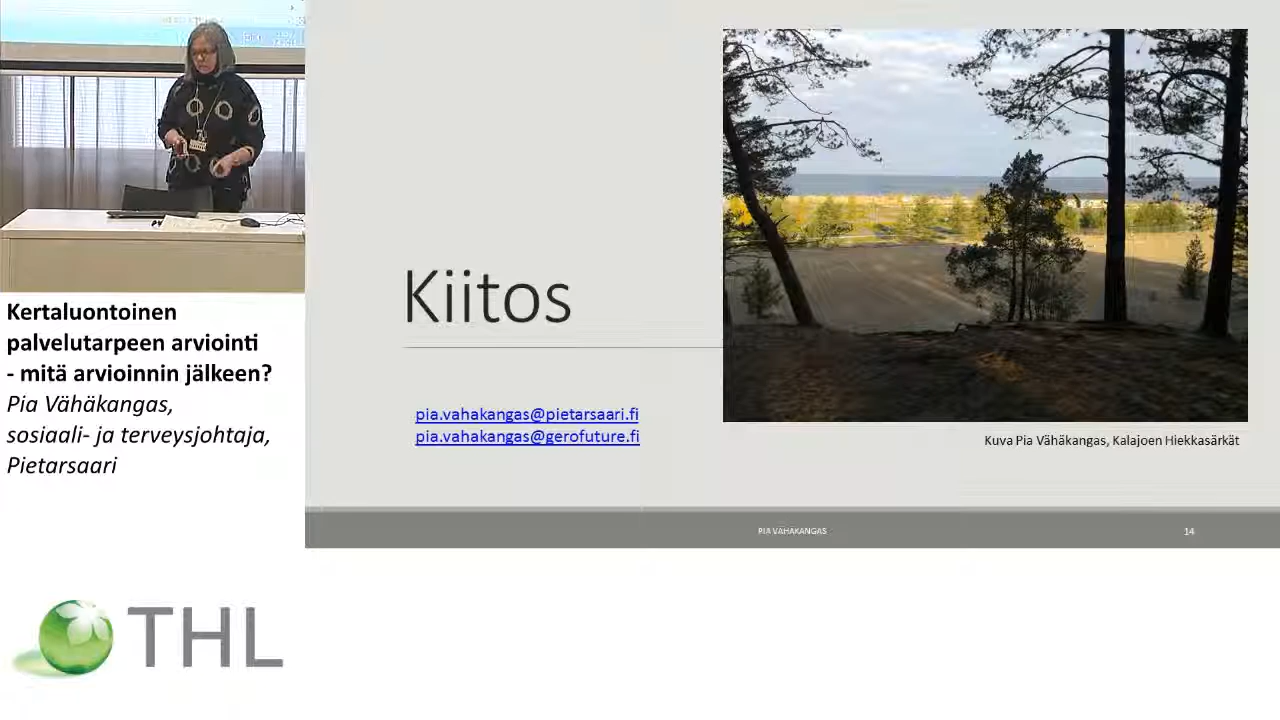 Kertaluontoinen
palvelutarpeen arviointi
- mitä arvioinnin jälkeen?
Pia Vähäkangas,
sosiaali- ja terveysjohtaja,
Pietarsaari
THL
Kiitos
pia.vahakangas@pietarsaari.fi
pia.vahakangas@gerofuture.fi
Kuva Pia Vähäkangas, Kalajoen Hiekkasärkät
PIA VÄHÄKANGAS
14